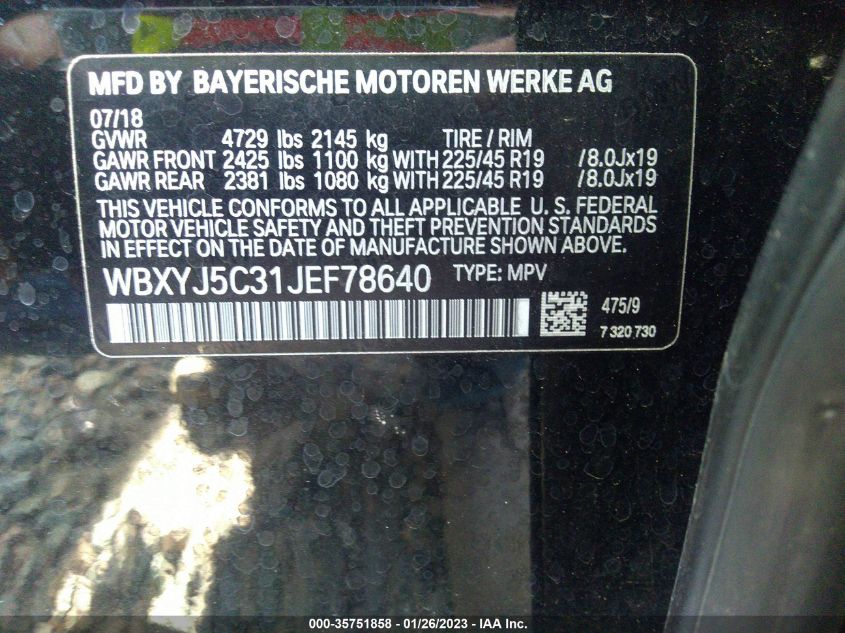 MFD BY BAYERISCHE MOTOREN WERKE AG
07/18
GVWR 4729 lbs 2145 kg TIRE / RIM
GAWR FRONT 2425 lbs 1100 kg WITH 225/45 R19 /8.0Jx19
GAWR REAR 2381 lbs 1080 kg WITH 225/45 R19 /8.0Jx19
THIS VEHICLE CONFORMS TO ALL APPLICABLE U. S. FEDERAL
MOTOR VEHICLE SAFETY AND THEFT PREVENTION STANDARDS
IN EFFECT ON THE DATE OF MANUFACTURE SHOWN ABOVE.
WBXYJ5C31JEF78640 TYPE: MPV
475/9
7 320 730
000-35751858 - 01/26/2023 - IAA Inc.